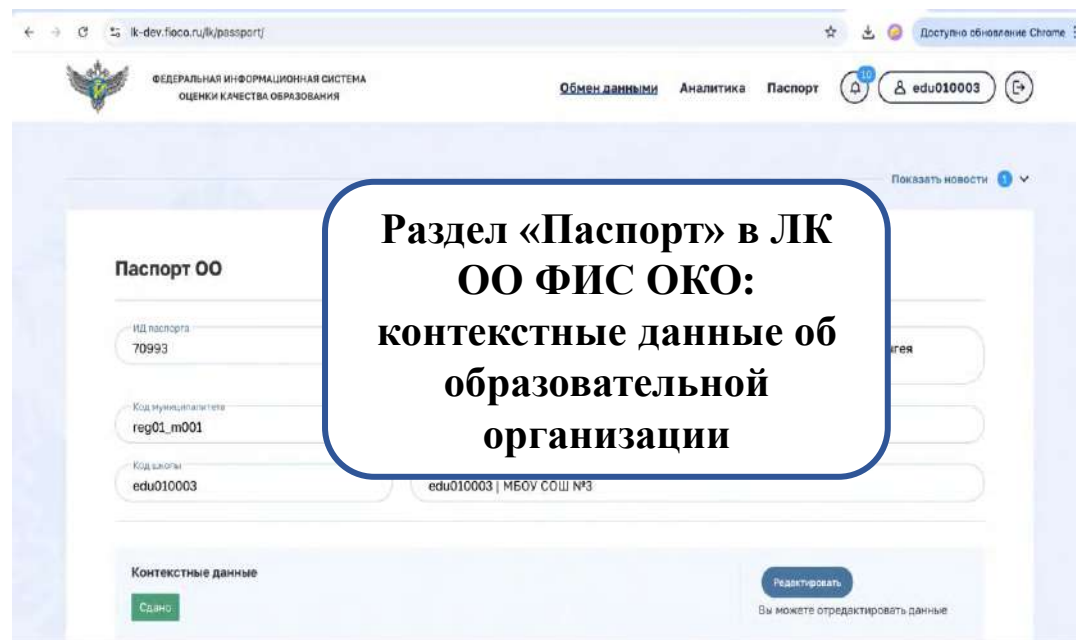 lk-dev.fioco.ru/lk/passport/
Доступно обновление Chrome
ФЕДЕРАЛЬНАЯ ИНФОРМАЦИОННАЯ СИСТЕМА
ОЦЕНКИ КАЧЕСТВА ОБРАЗОВАНИЯ
Обмен данными Аналитика Паспорт 10 edu010003
Показать новости 1
Раздел «Паспорт» в ЛК
ОО ФИС ОКО:
контекстные данные об
образовательной
организации
Паспорт ОО
ИД паспорта
70993
Код муниципалитета
reg01_m001
Код школы
edu010003
edu010003 | МБОУ СОШ №3
Контекстные данные
Сдано
Редактировать
Вы можете отредактировать данные